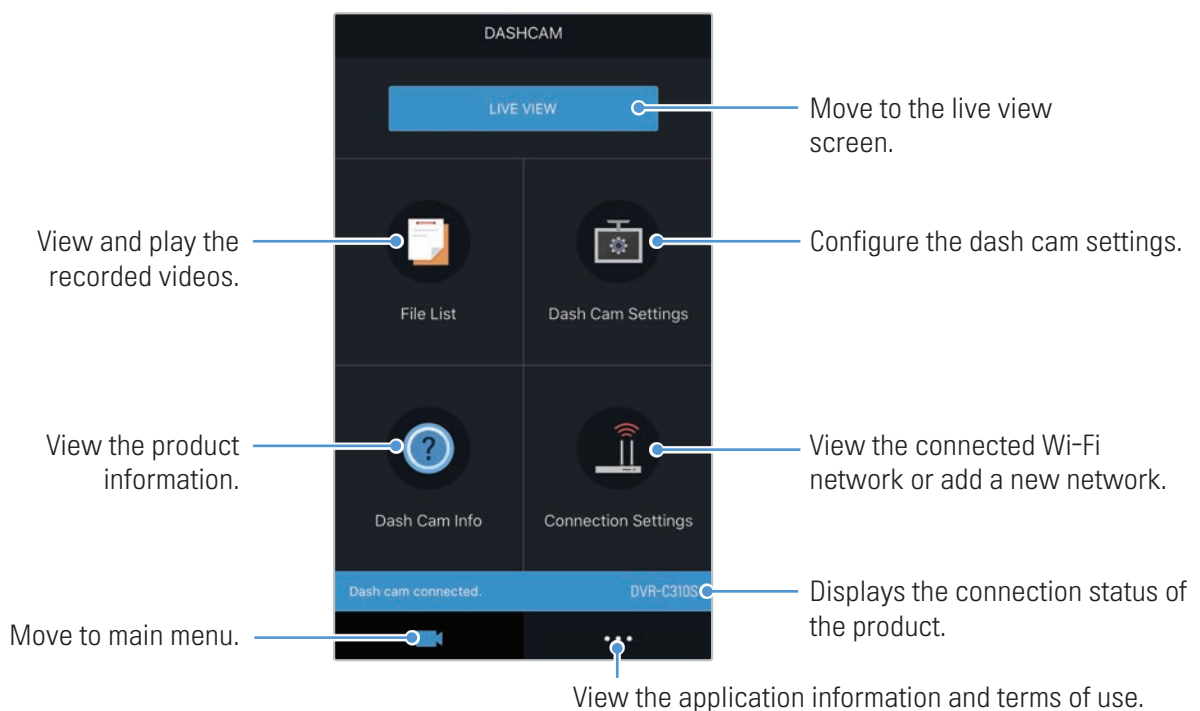 DASHCAM
LIVE VIEW
Move to the live view
screen.
View and play the
recorded videos.
Configure the dash cam settings.
File List
Dash Cam Settings
View the product
information.
?
View the connected Wi-Fi
network or add a new network.
Dash Cam Info
Connection Settings
Dash cam connected.
DVR-C310S
Displays the connection status of
the product.
Move to main menu.
View the application information and terms of use.